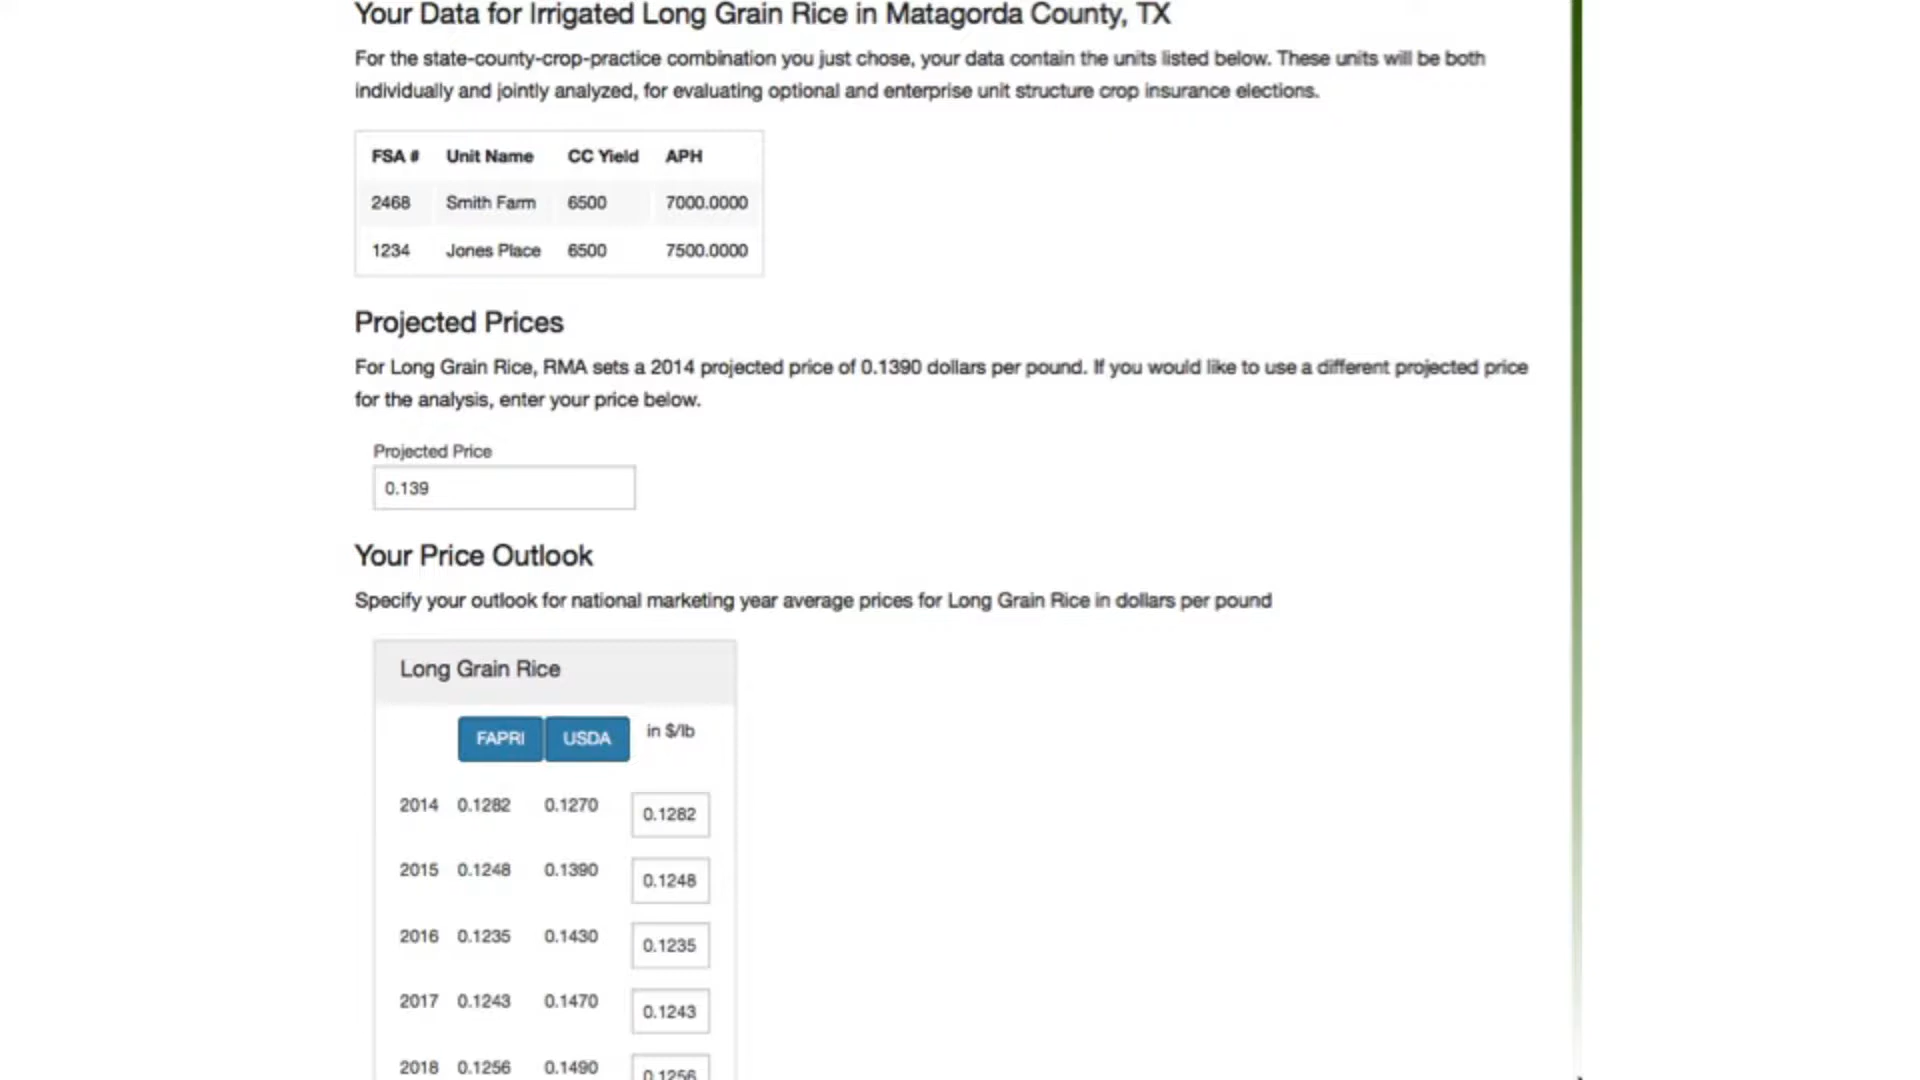 Your Data for Irrigated Long Grain Rice in Matagorda County, TX
For the state-county-crop-practice combination you just chose, your data contain the units listed below. These units will be both
individually and jointly analyzed, for evaluating optional and enterprise unit structure crop insurance elections.
FSA # Unit Name CC Yield APH
2468 Smith Farm 6500 7000.0000
1234 Jones Place 6500 7500.0000
Projected Prices
For Long Grain Rice, RMA sets a 2014 projected price of 0.1390 dollars per pound. If you would like to use a different projected price
for the analysis, enter your price below.
Projected Price
0.139
Your Price Outlook
Specify your outlook for national marketing year average prices for Long Grain Rice in dollars per pound
Long Grain Rice
FAPRI USDA in $/lb
2014 0.1282 0.1270 0.1282
2015 0.1248 0.1390 0.1248
2016 0.1235 0.1430 0.1235
2017 0.1243 0.1470 0.1243
2018 0.1256 0.1490 0.1256